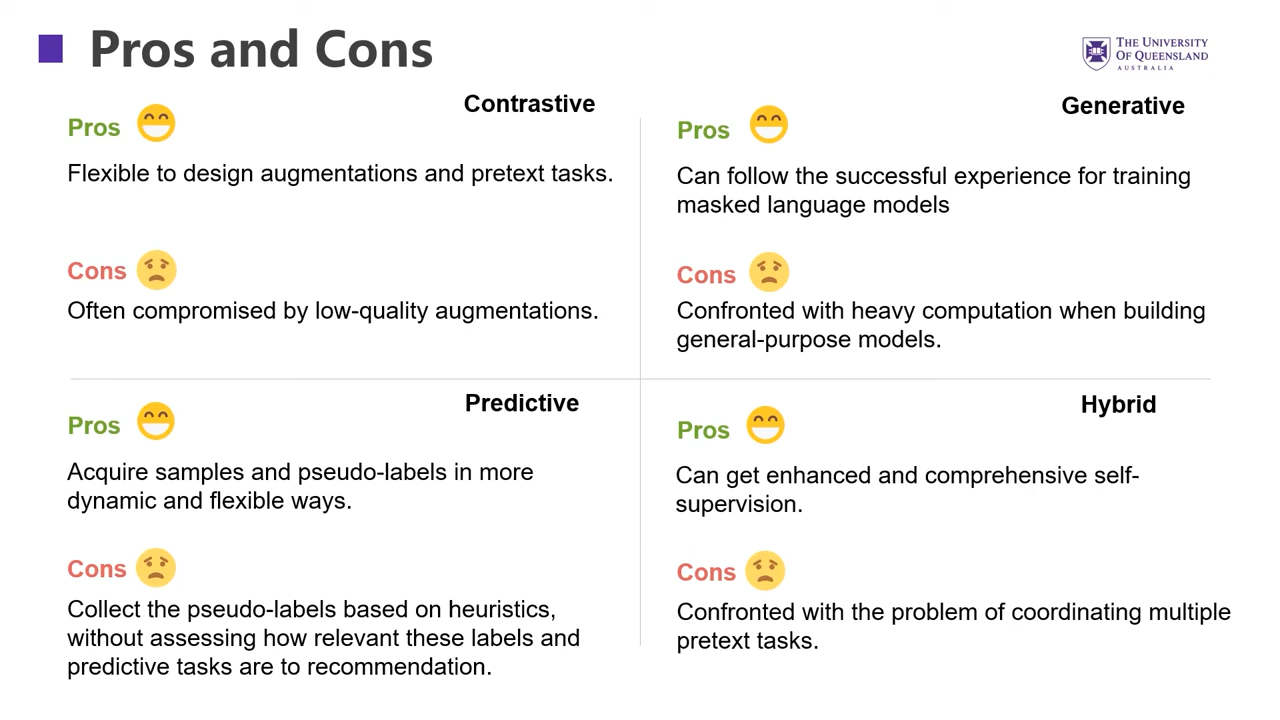 Pros and Cons
THE UNIVERSITY
OF QUEENSLAND
AUSTRALIA
Contrastive
Pros
Flexible to design augmentations and pretext tasks.
Cons
Often compromised by low-quality augmentations.
Generative
Pros
Can follow the successful experience for training
masked language models
Cons
Confronted with heavy computation when building
general-purpose models.
Predictive
Pros
Acquire samples and pseudo-labels in more
dynamic and flexible ways.
Cons
Collect the pseudo-labels based on heuristics,
without assessing how relevant these labels and
predictive tasks are to recommendation.
Hybrid
Pros
Can get enhanced and comprehensive self-
supervision.
Cons
Confronted with the problem of coordinating multiple
pretext tasks.